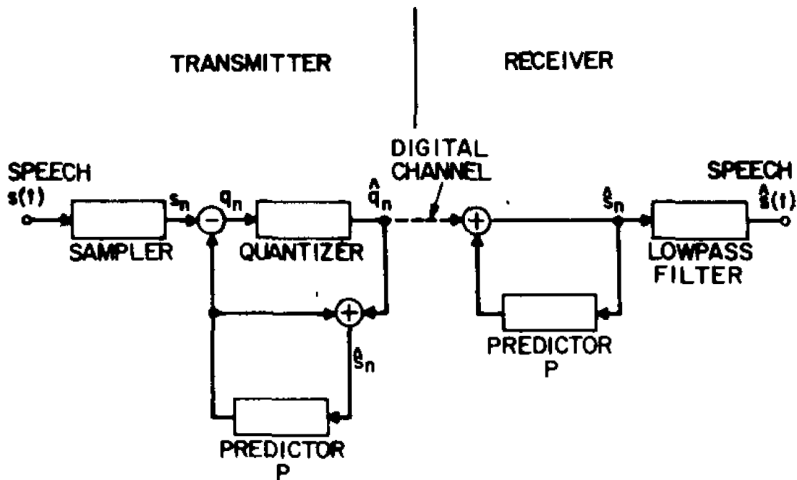 TRANSMITTER
RECEIVER
DIGITAL
CHANNEL
SPEECH
s(t)
sₙ
−
qₙ
q̂ₙ
+
ŝₙ
SPEECH
ŝ(t)
SAMPLER
QUANTIZER
LOWPASS
FILTER
+
ŝₙ
PREDICTOR
P
PREDICTOR
P